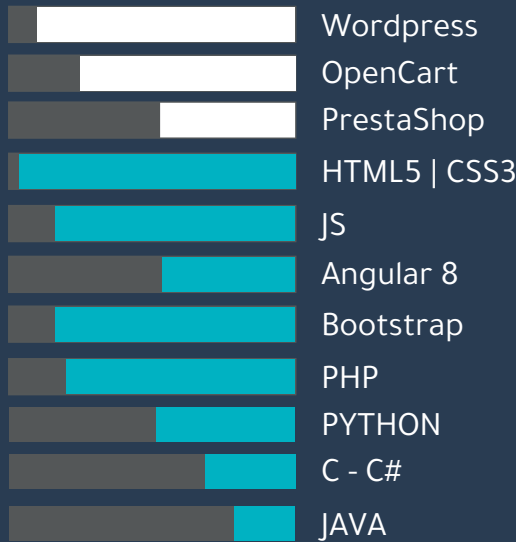 Wordpress
OpenCart
PrestaShop
HTML5 | CSS3
JS
Angular 8
Bootstrap
PHP
PYTHON
C - C#
JAVA